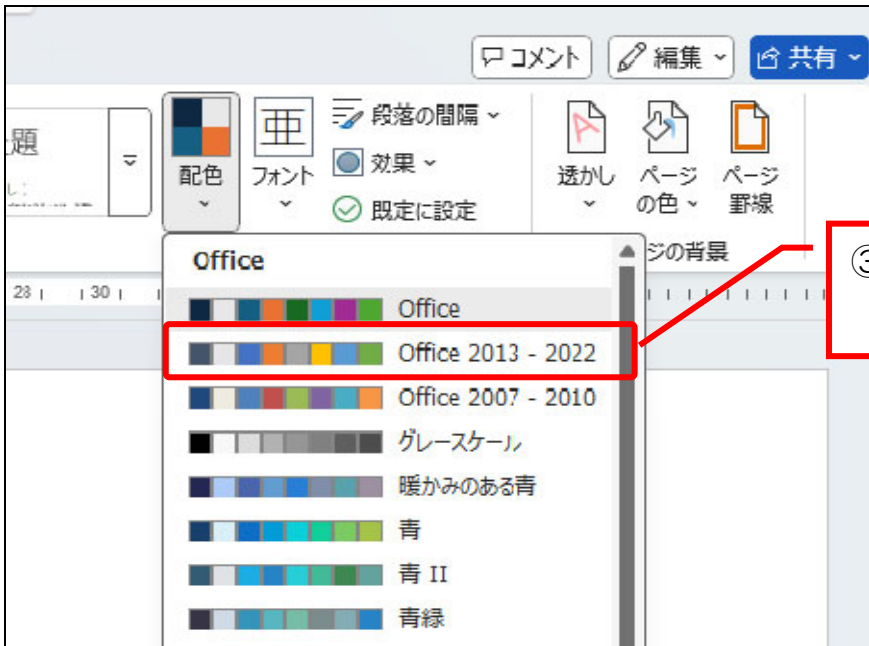 コメント
編集
共有
題
配色
フォント
段落の間隔
効果
既定に設定
透かし
ページ
の色
ページ
罫線
ジの背景
③
28
30
Office
Office
Office 2013 - 2022
Office 2007 - 2010
グレースケール
暖かみのある青
青
青 II
青緑